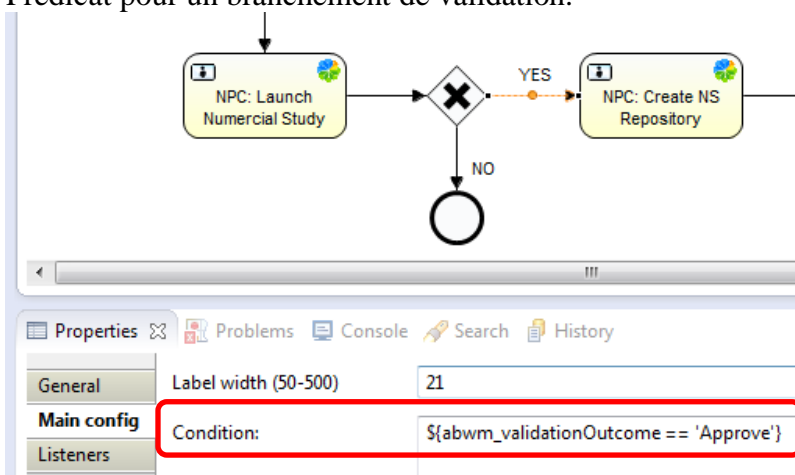 Prédicat pour un branchement de validation.
NPC: Launch
Numercial Study
YES
NPC: Create NS
Repository
NO
Properties Problems Console Search History
General Label width (50-500) 21
Main config Condition: ${abwm_validationOutcome == 'Approve'}
Listeners